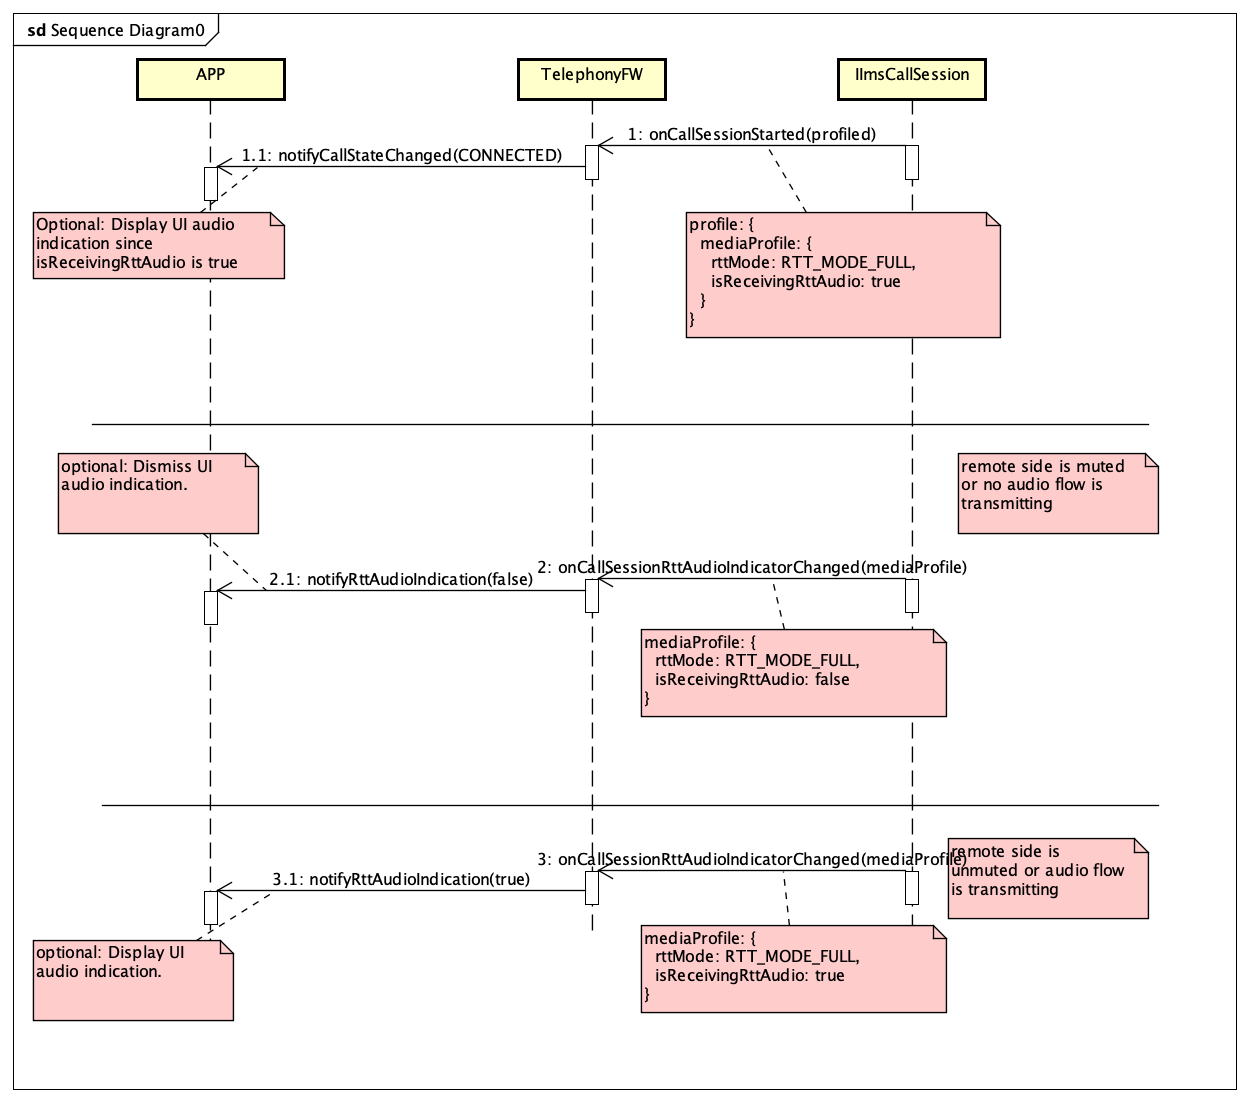 sd Sequence Diagram0
APP
TelephonyFW
IImsCallSession
1: onCallSessionStarted(profiled)
1.1: notifyCallStateChanged(CONNECTED)
Optional: Display UI audio
indication since
isReceivingRttAudio is true
profile: {
mediaProfile: {
rttMode: RTT_MODE_FULL,
isReceivingRttAudio: true
}
}
optional: Dismiss UI
audio indication.
remote side is muted
or no audio flow is
transmitting
2: onCallSessionRttAudioIndicatorChanged(mediaProfile)
2.1: notifyRttAudioIndication(false)
mediaProfile: {
rttMode: RTT_MODE_FULL,
isReceivingRttAudio: false
}
remote side is
unmuted or audio flow
is transmitting
3: onCallSessionRttAudioIndicatorChanged(mediaProfile)
3.1: notifyRttAudioIndication(true)
mediaProfile: {
rttMode: RTT_MODE_FULL,
isReceivingRttAudio: true
}
optional: Display UI
audio indication.